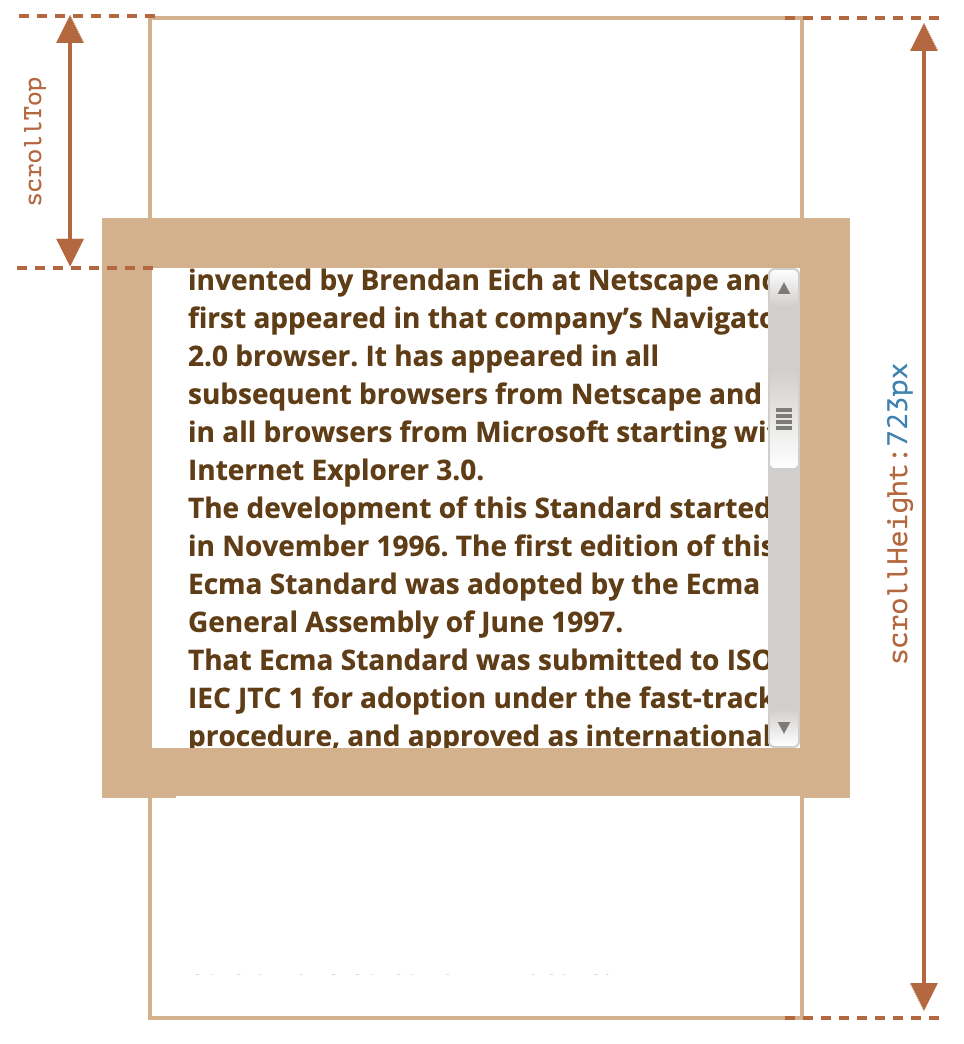 scrollTop
invented by Brendan Eich at Netscape and
first appeared in that company’s Navigato
2.0 browser. It has appeared in all
subsequent browsers from Netscape and
in all browsers from Microsoft starting wit
Internet Explorer 3.0.
The development of this Standard started
in November 1996. The first edition of this
Ecma Standard was adopted by the Ecma
General Assembly of June 1997.
That Ecma Standard was submitted to ISO
IEC JTC 1 for adoption under the fast-track
procedure, and approved as international
scrollHeight:723px